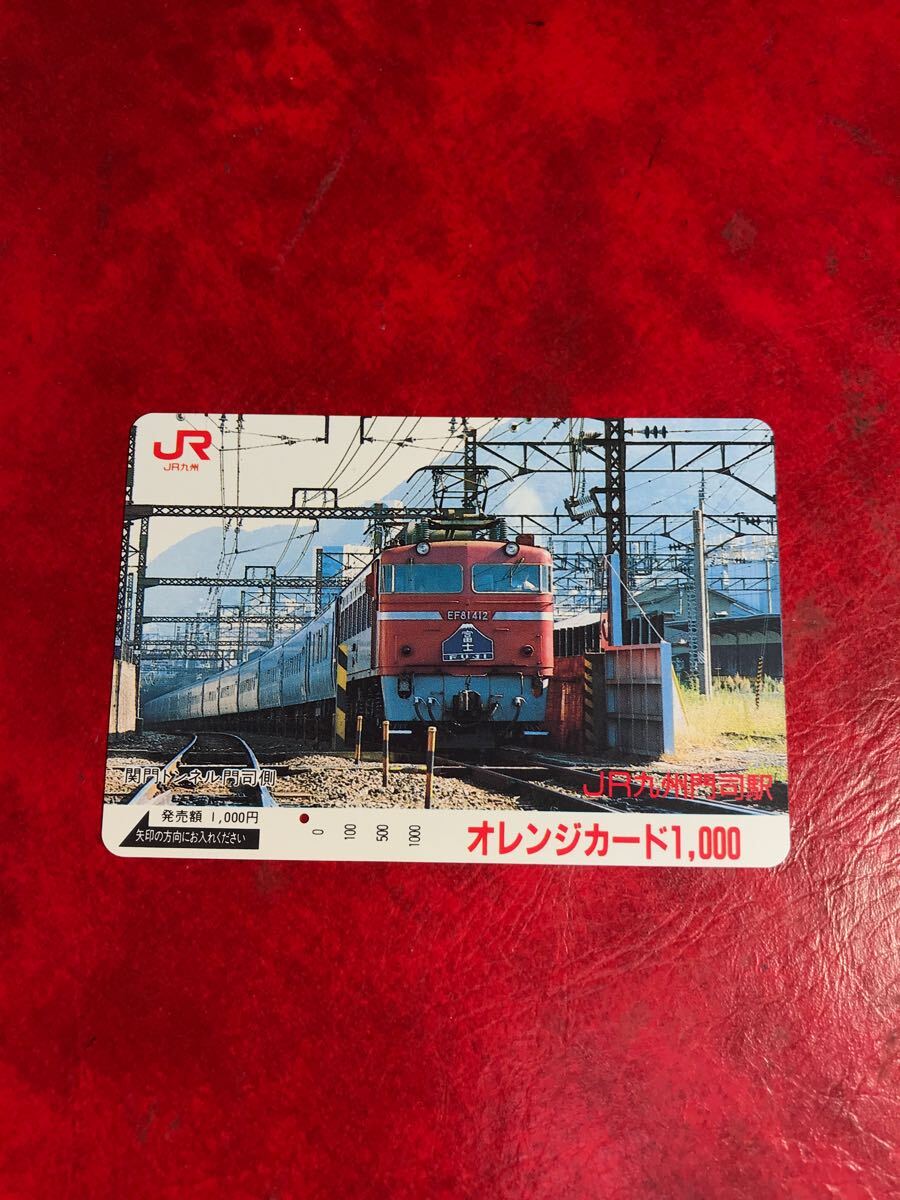 JR
JR九州
EF81412
富士
FUJI
関門トンネル門司側
JR九州門司駅
発売額 1,000円
矢印の方向にお入れください
0 100 500 1000
オレンジカード1,000